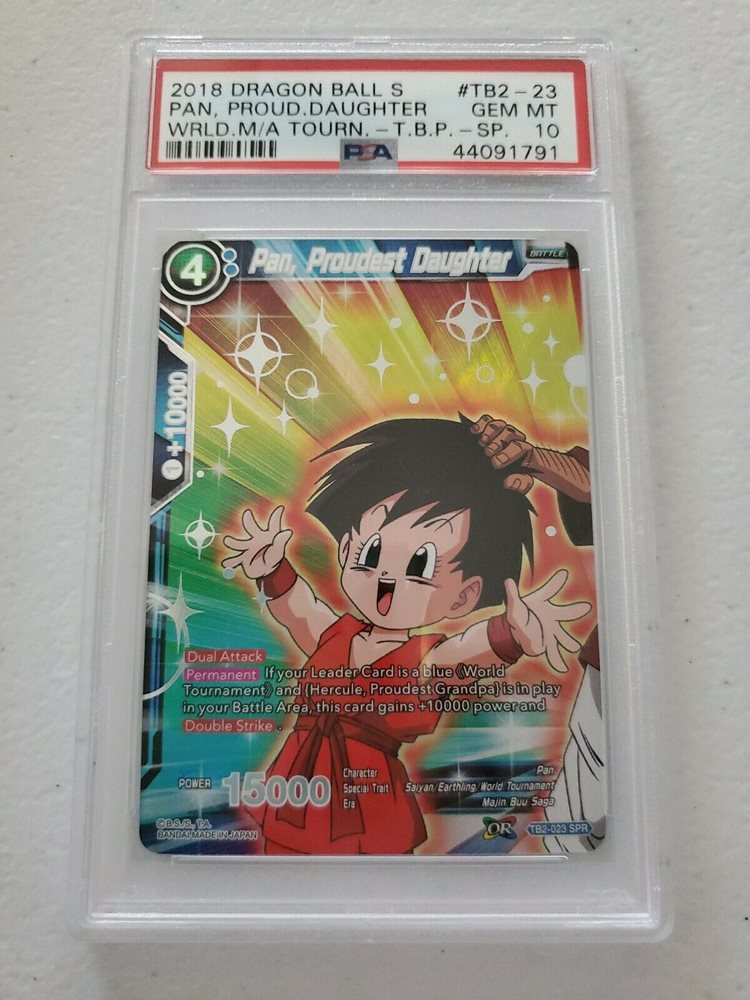 2018 DRAGON BALL S #TB2-23
PAN, PROUD.DAUGHTER GEM MT
WRLD.M/A TOURN.-T.B.P.-SP. 10
PSA 44091791
4 Pan, Proudest Daughter BATTLE
1 +10000
Dual Attack
Permanent If your Leader Card is a blue 《World
Tournament》 and {Hercule, Proudest Grandpa} is in play
in your Battle Area, this card gains +10000 power and
Double Strike .
POWER 15000
Character Pan
Special Trait Saiyan/Earthling/World Tournament
Era Majin Buu Saga
©B.S./S., T.A.
BANDAI MADE IN JAPAN
OR TB2-023 SPR